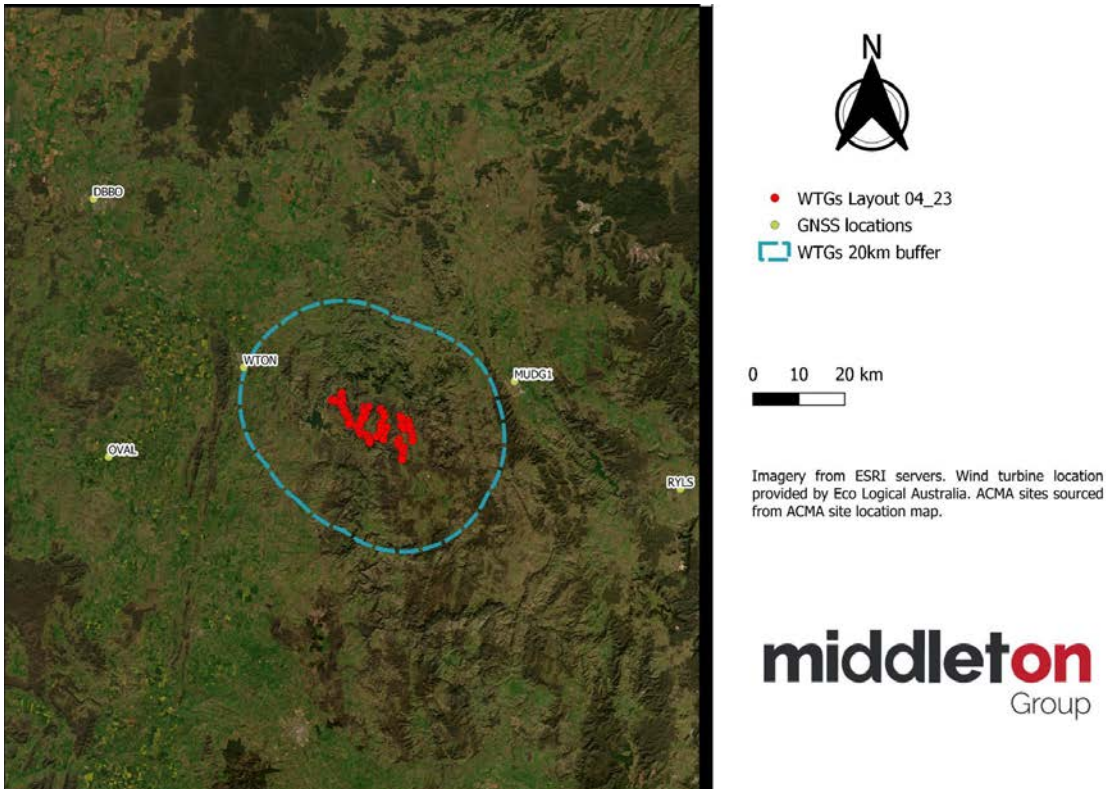 N
DBBO
WTON
MUDG1
OVAL
RYLS
WTGs Layout 04_23
GNSS locations
WTGs 20km buffer
0 10 20 km
Imagery from ESRI servers. Wind turbine location
provided by Eco Logical Australia. ACMA sites sourced
from ACMA site location map.
middleton
Group